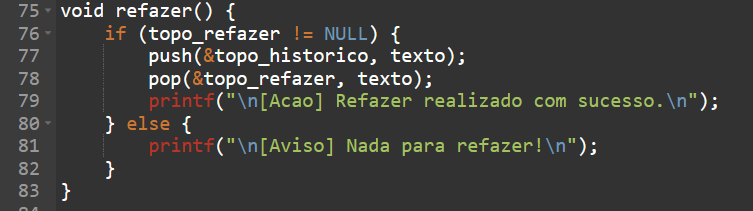 75 void refazer() {
76     if (topo_refazer != NULL) {
77         push(&topo_historico, texto);
78         pop(&topo_refazer, texto);
79         printf("\n[Acao] Refazer realizado com sucesso.\n");
80     } else {
81         printf("\n[Aviso] Nada para refazer!\n");
82     }
83 }